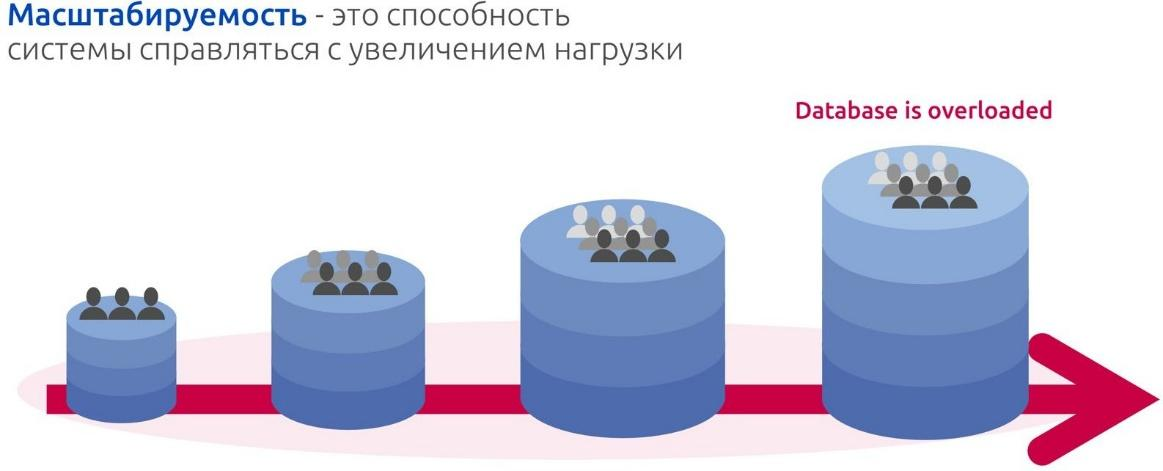 Масштабируемость - это способность
системы справляться с увеличением нагрузки
Database is overloaded